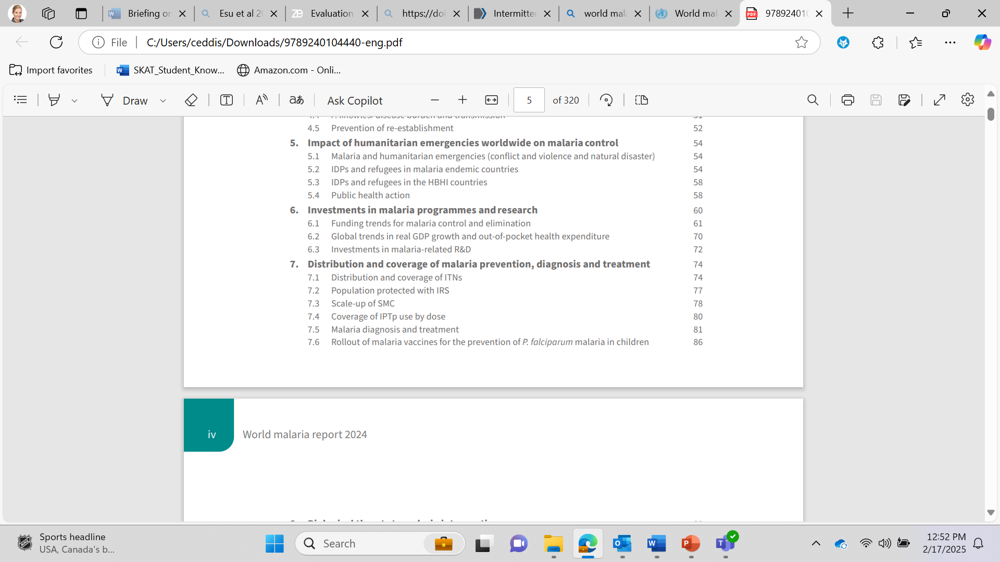 Briefing on
Esu et al 2
Evaluation
https://doi
Intermitte
world mala
World mal
PDF
97892401
File
C:/Users/ceddis/Downloads/9789240104440-eng.pdf
Import favorites
SKAT_Student_Know...
Amazon.com - Onli...
Draw
Ask Copilot
5
of 320
4.5 Prevention of re-establishment 52
5. Impact of humanitarian emergencies worldwide on malaria control 54
5.1 Malaria and humanitarian emergencies (conflict and violence and natural disaster) 54
5.2 IDPs and refugees in malaria endemic countries 54
5.3 IDPs and refugees in the HBHI countries 58
5.4 Public health action 58
6. Investments in malaria programmes and research 60
6.1 Funding trends for malaria control and elimination 61
6.2 Global trends in real GDP growth and out-of-pocket health expenditure 70
6.3 Investments in malaria-related R&D 72
7. Distribution and coverage of malaria prevention, diagnosis and treatment 74
7.1 Distribution and coverage of ITNs 74
7.2 Population protected with IRS 77
7.3 Scale-up of SMC 78
7.4 Coverage of IPTp use by dose 80
7.5 Malaria diagnosis and treatment 81
7.6 Rollout of malaria vaccines for the prevention of P. falciparum malaria in children 86
iv World malaria report 2024
Sports headline
USA, Canada's b...
Search
12:52 PM
2/17/2025